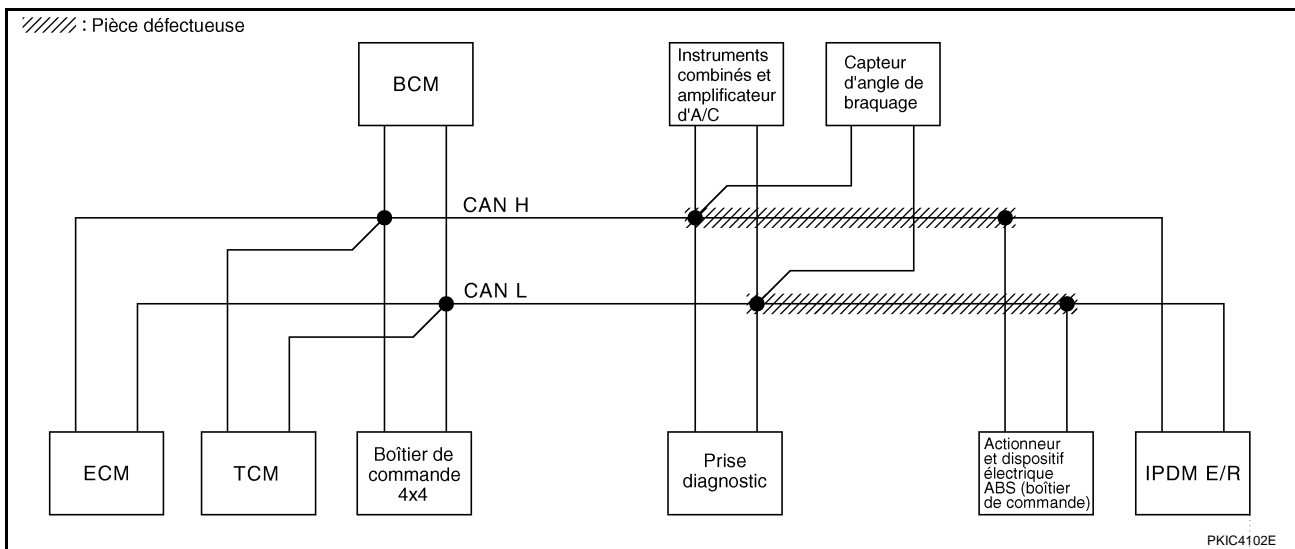 : Pièce défectueuse
BCM
Instruments
combinés et
amplificateur
d'A/C
Capteur
d'angle de
braquage
CAN H
CAN L
ECM
TCM
Boîtier de
commande
4x4
Prise
diagnostic
Actionneur
et dispositif
électrique
ABS (boîtier
de commande)
IPDM E/R
PKIC4102E